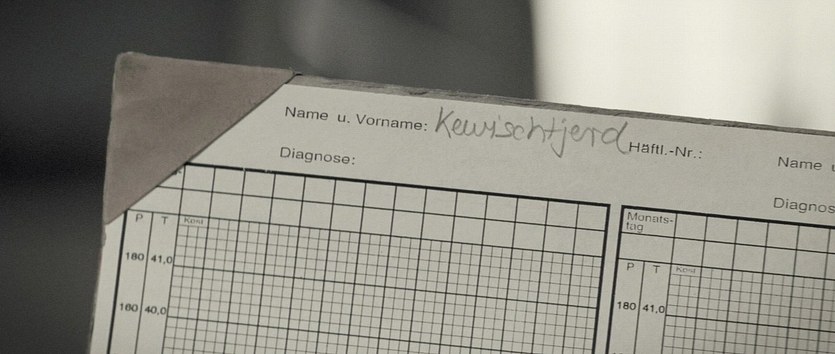 Name u. Vorname: Kewischtjerd Häftl.-Nr.: Name u
Diagnose: Diagnos
Monats-
tag
P T Kost P T Kost
180 41,0 180 41,0
160 40,0